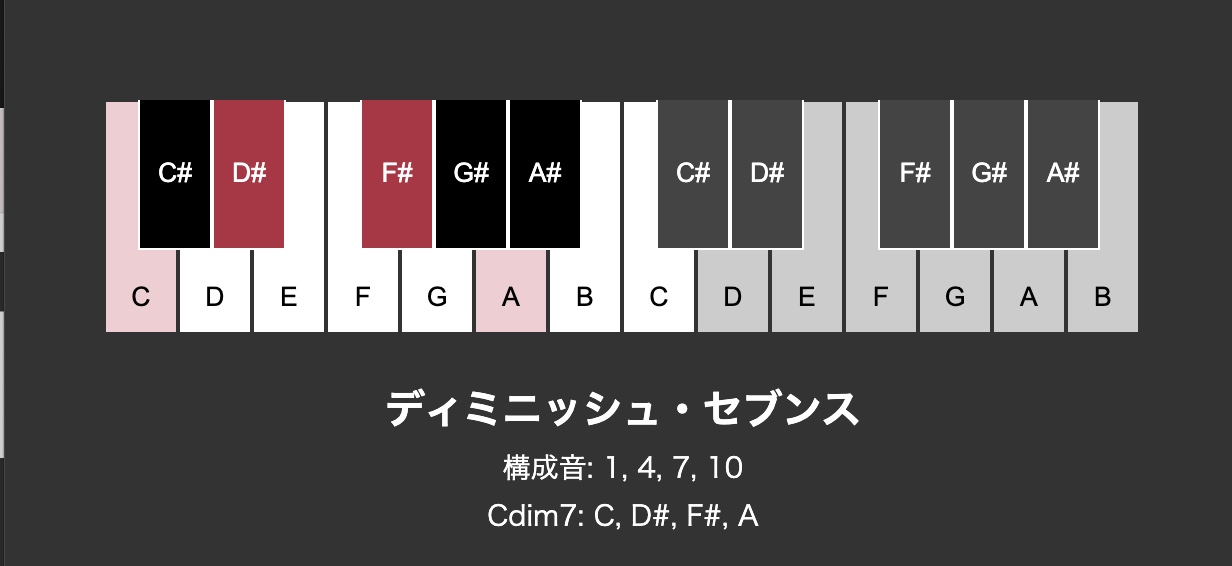 C# D# F# G# A# C# D# F# G# A#
C D E F G A B C D E F G A B
ディミニッシュ・セブンス
構成音: 1, 4, 7, 10
Cdim7: C, D#, F#, A